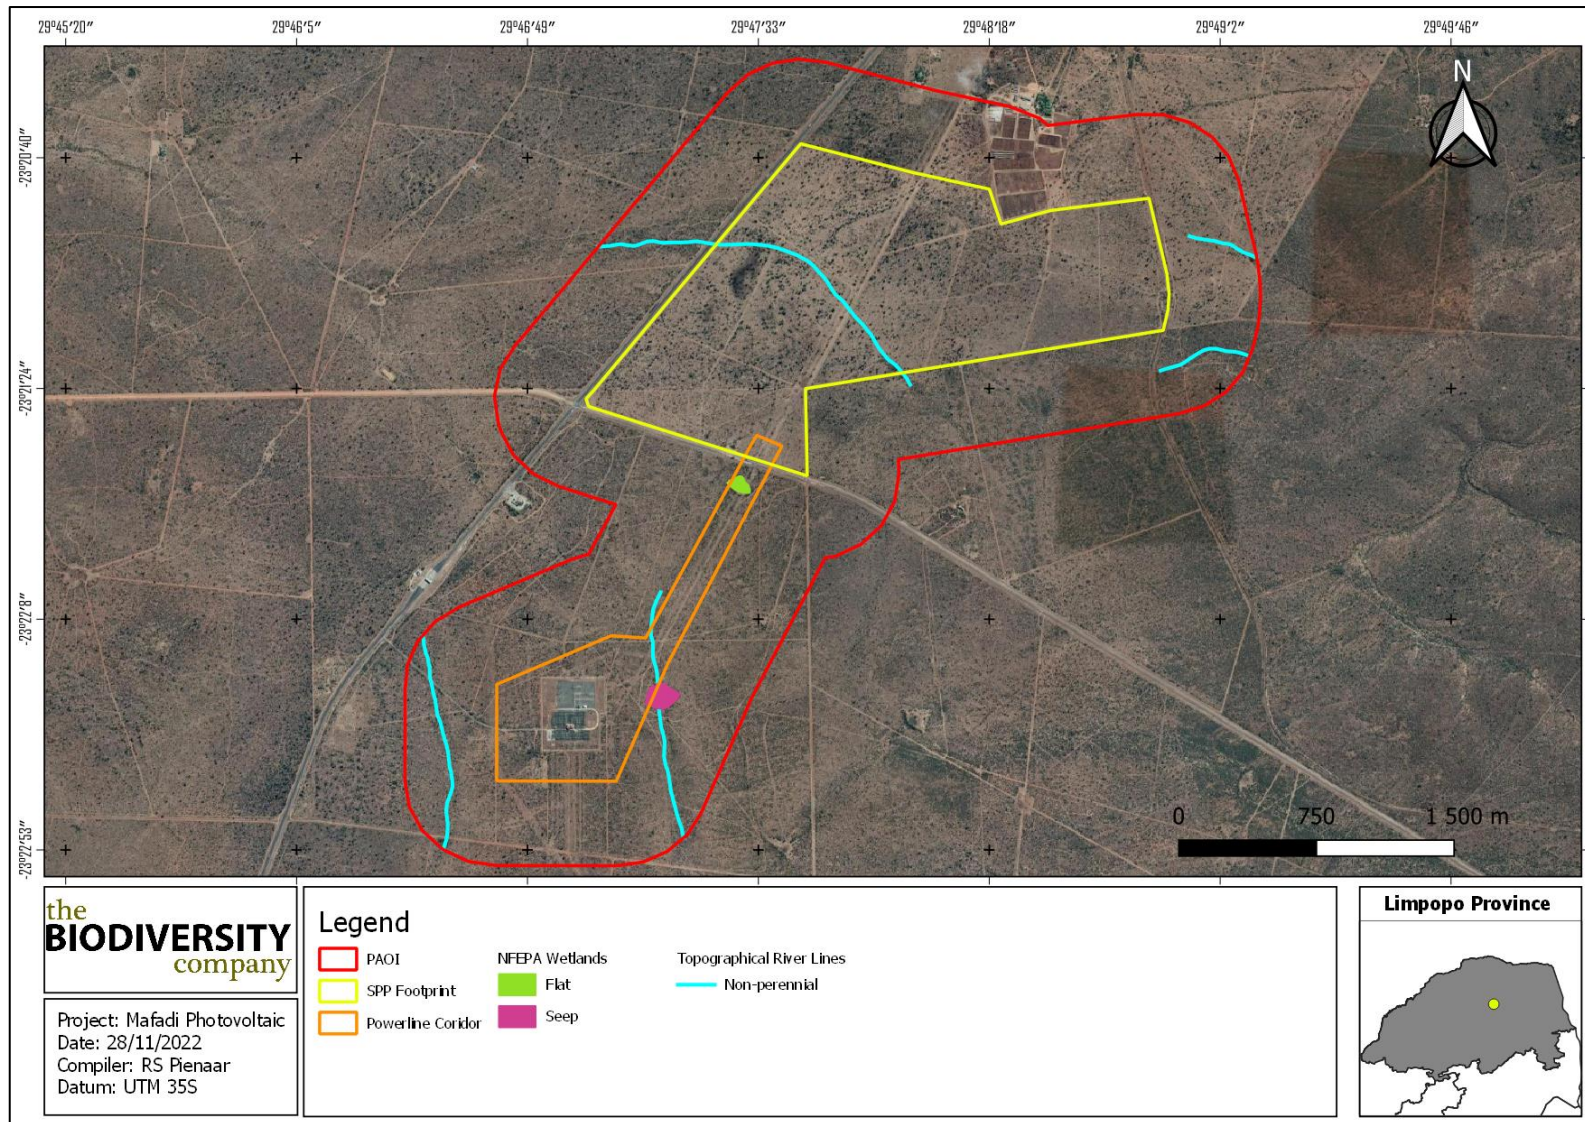 29°45'20" 29°46'5" 29°46'49" 29°47'33" 29°48'18" 29°49'2" 29°49'46"
N
-23°20'40"
-23°21'24"
-23°22'8"
-23°22'53"
0 750 1 500 m
the
BIODIVERSITY
company
Project: Mafadi Photovoltaic
Date: 28/11/2022
Compiler: RS Pienaar
Datum: UTM 35S
Legend
PAOI
SPP Footprint
Powerline Coridor
NFEPA Wetlands
Flat
Seep
Topographical River Lines
Non-perennial
Limpopo Province